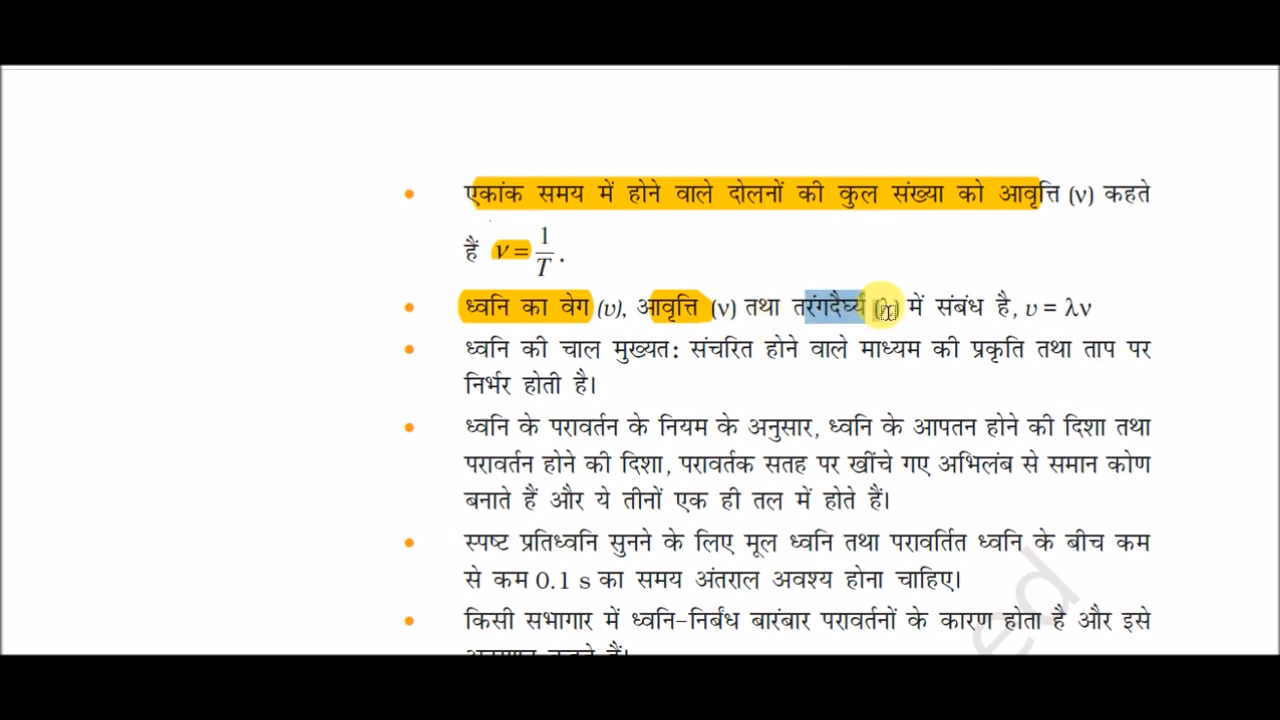 • एकांक समय में होने वाले दोलनों की कुल संख्या को आवृत्ति (ν) कहते
हैं ν = 1/T .
• ध्वनि का वेग (υ), आवृत्ति (ν) तथा तरंगदैर्घ्य (λ) में संबंध है, υ = λν
• ध्वनि की चाल मुख्यत: संचरित होने वाले माध्यम की प्रकृति तथा ताप पर
निर्भर होती है।
• ध्वनि के परावर्तन के नियम के अनुसार, ध्वनि के आपतन होने की दिशा तथा
परावर्तन होने की दिशा, परावर्तक सतह पर खींचे गए अभिलंब से समान कोण
बनाते हैं और ये तीनों एक ही तल में होते हैं।
• स्पष्ट प्रतिध्वनि सुनने के लिए मूल ध्वनि तथा परावर्तित ध्वनि के बीच कम
से कम 0.1 s का समय अंतराल अवश्य होना चाहिए।
• किसी सभागार में ध्वनि-निर्बंध बारंबार परावर्तनों के कारण होता है और इसे